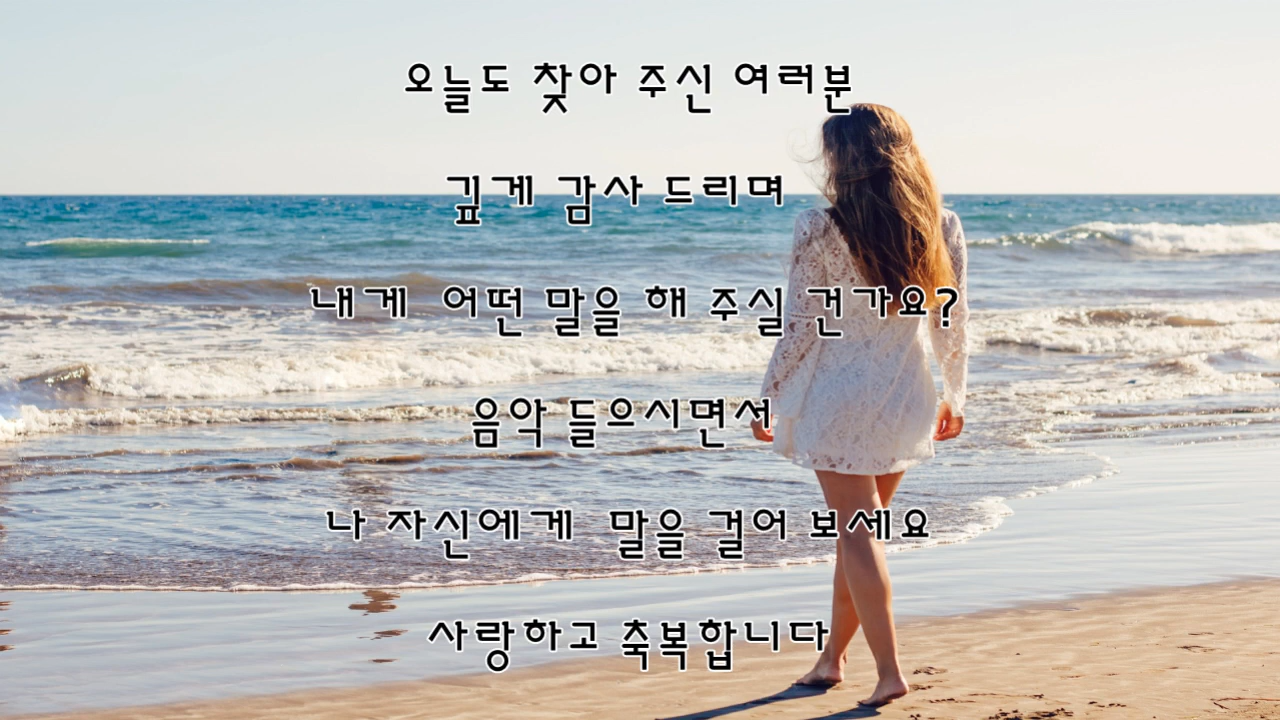 오늘도 찾아 주신 여러분
깊게 감사 드리며
내게 어떤 말을 해 주실 건가요?
음악 들으시면서
나 자신에게 말을 걸어 보세요
사랑하고 축복합니다